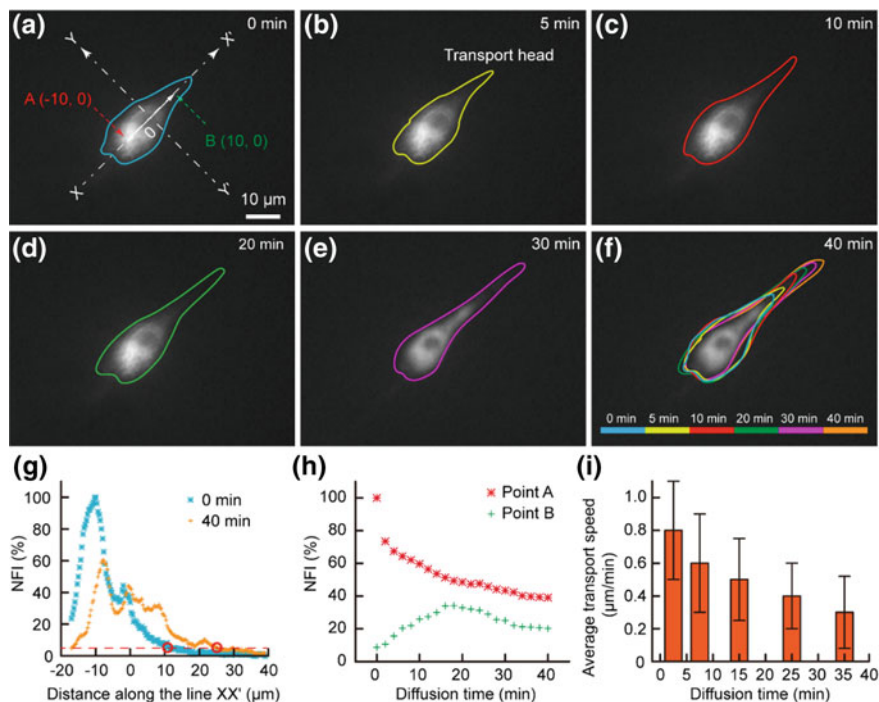 (a)
0 min
Y
X'
A (-10, 0)
0
B (10, 0)
X
Y'
10 µm
(b)
5 min
Transport head
(c)
10 min
(d)
20 min
(e)
30 min
(f)
40 min
0 min 5 min 10 min 20 min 30 min 40 min
(g)
0 min
40 min
NFI (%)
100
80
60
40
20
0
-20 -10 0 10 20 30 40
Distance along the line XX' (µm)
(h)
Point A
Point B
NFI (%)
100
80
60
40
20
0
0 10 20 30 40
Diffusion time (min)
(i)
Average transport speed
(µm/min)
1.0
0.8
0.6
0.4
0.2
0
0 5 10 15 20 25 30 35 40
Diffusion time (min)